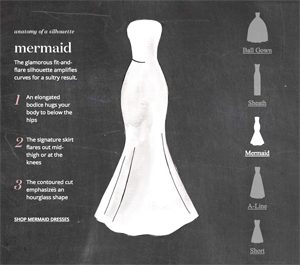 anatomy of a silhouette
mermaid
The glamorous fit-and-
flare silhouette amplifies
curves for a sultry result.
1 An elongated
bodice hugs your
body to below the
hips
2 The signature skirt
flares out mid-
thigh or at the
knees
3 The contoured cut
emphasizes an
hourglass shape
SHOP MERMAID DRESSES
Ball Gown
Sheath
Mermaid
A-Line
Short